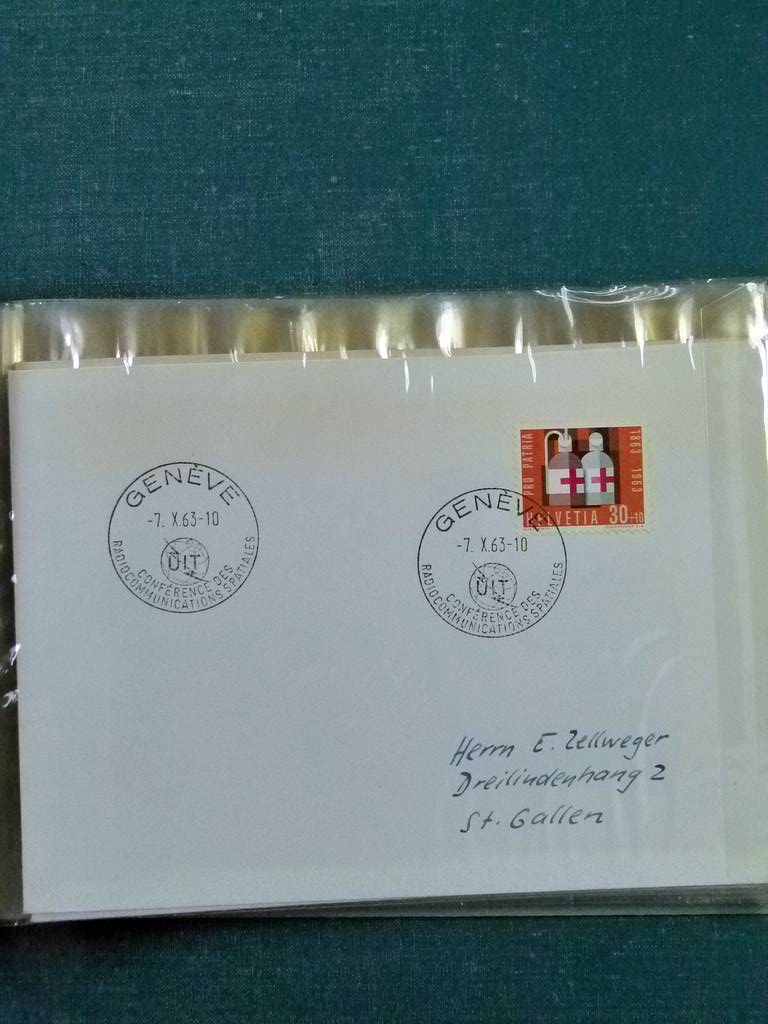 GENÈVE
-7. X.63-10
UIT
CONFÉRENCE DES
RADIOCOMMUNICATIONS SPATIALES
PRO PATRIA
1863 1963
HELVETIA 30+10
GENÈVE
-7. X.63-10
UIT
CONFÉRENCE DES
RADIOCOMMUNICATIONS SPATIALES
Herrn E. Zellweger
Dreilindenhang 2
St. Gallen